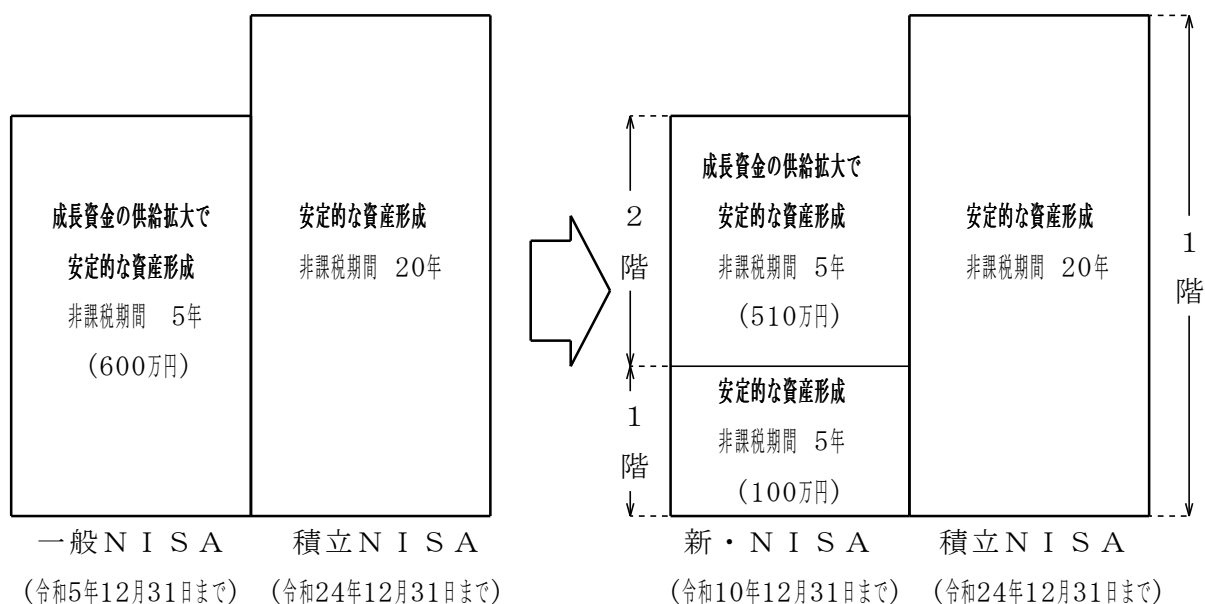 成長資金の供給拡大で
安定的な資産形成
非課税期間　5年
(600万円)
安定的な資産形成
非課税期間　20年
一般NISA
(令和5年12月31日まで)
積立NISA
(令和24年12月31日まで)
2階
1階
成長資金の供給拡大で
安定的な資産形成
非課税期間　5年
(510万円)
安定的な資産形成
非課税期間　5年
(100万円)
安定的な資産形成
非課税期間　20年
1階
新・NISA
(令和10年12月31日まで)
積立NISA
(令和24年12月31日まで)